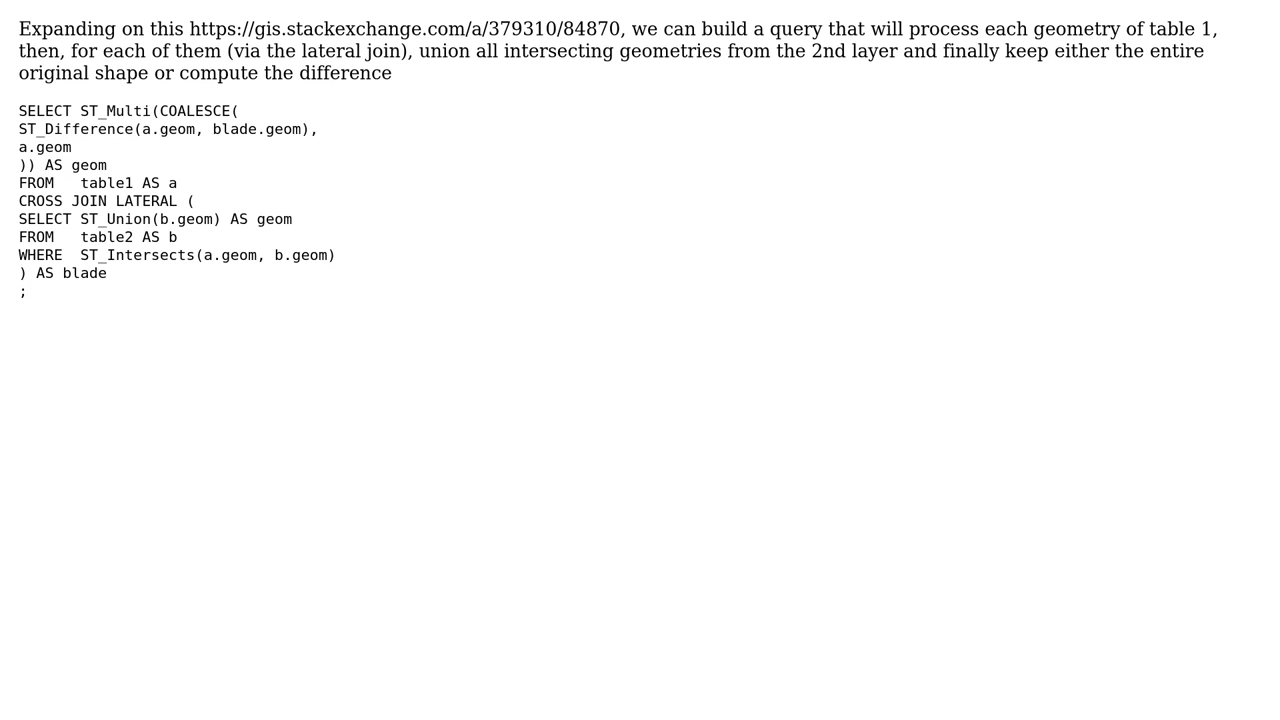 Expanding on this https://gis.stackexchange.com/a/379310/84870, we can build a query that will process each geometry of table 1,
then, for each of them (via the lateral join), union all intersecting geometries from the 2nd layer and finally keep either the entire
original shape or compute the difference
SELECT ST_Multi(COALESCE(
ST_Difference(a.geom, blade.geom),
a.geom
)) AS geom
FROM   table1 AS a
CROSS JOIN LATERAL (
SELECT ST_Union(b.geom) AS geom
FROM   table2 AS b
WHERE  ST_Intersects(a.geom, b.geom)
) AS blade
;